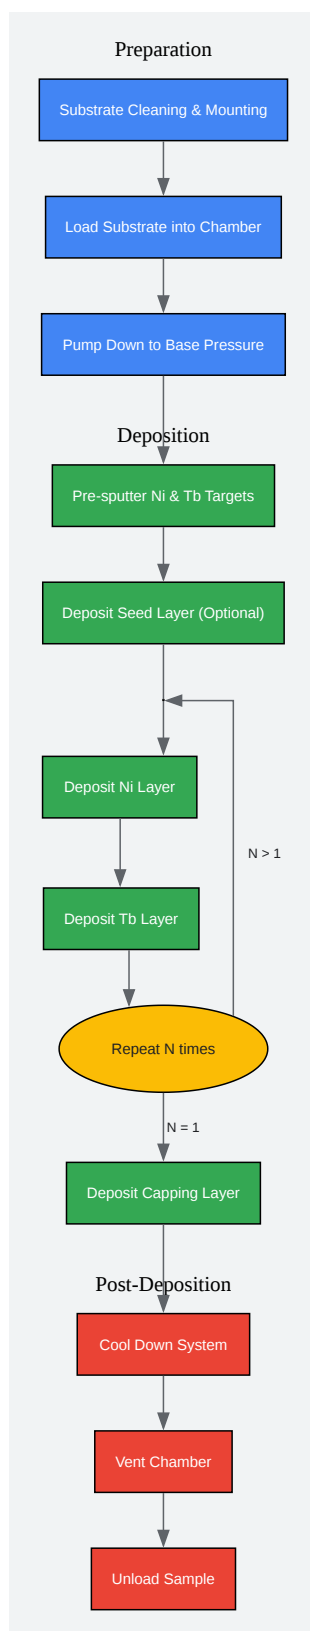 Preparation
Substrate Cleaning & Mounting
Load Substrate into Chamber
Pump Down to Base Pressure
Deposition
Pre-sputter Ni & Tb Targets
Deposit Seed Layer (Optional)
Deposit Ni Layer
N > 1
Deposit Tb Layer
Repeat N times
N = 1
Deposit Capping Layer
Post-Deposition
Cool Down System
Vent Chamber
Unload Sample